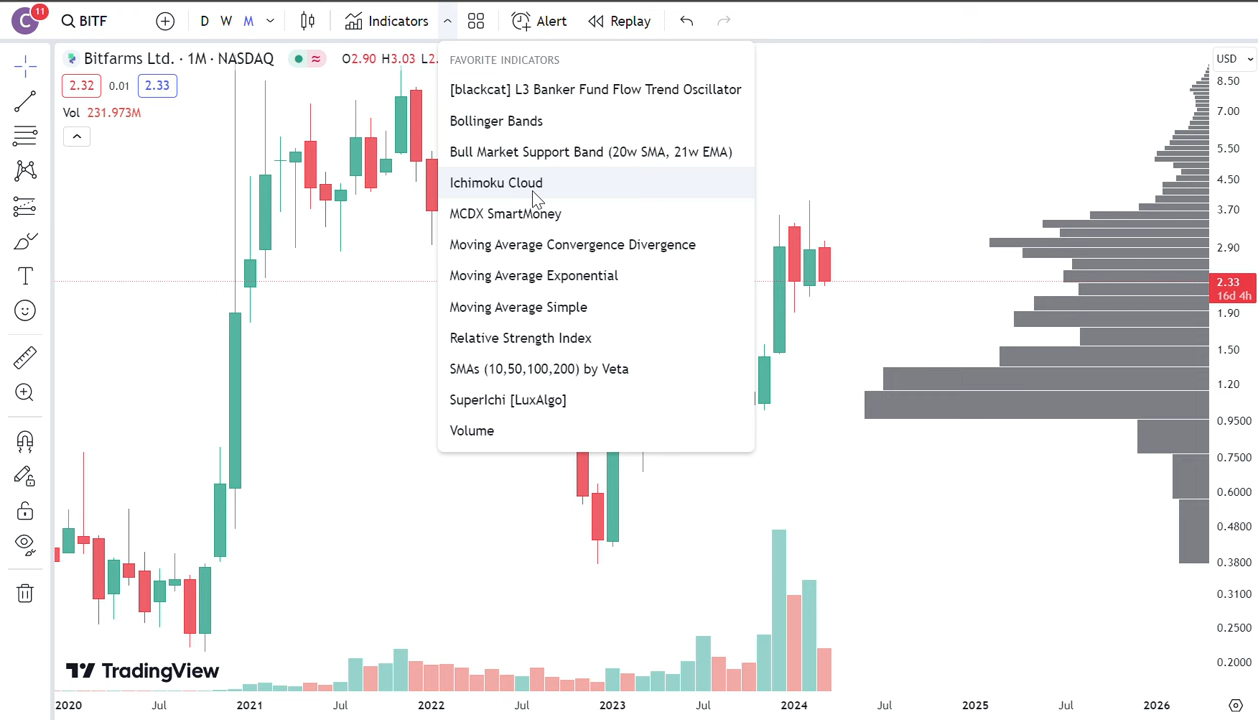 C 11 BITF D W M Indicators Alert Replay
Bitfarms Ltd. · 1M · NASDAQ O2.90 H3.03 L2.
2.32 0.01 2.33
Vol 231.973M
FAVORITE INDICATORS
[blackcat] L3 Banker Fund Flow Trend Oscillator
Bollinger Bands
Bull Market Support Band (20w SMA, 21w EMA)
Ichimoku Cloud
MCDX SmartMoney
Moving Average Convergence Divergence
Moving Average Exponential
Moving Average Simple
Relative Strength Index
SMAs (10,50,100,200) by Veta
SuperIchi [LuxAlgo]
Volume
USD
8.50
7.00
5.50
4.50
3.70
2.90
2.33
16d 4h
1.90
1.50
1.20
0.9500
0.7500
0.6000
0.4800
0.3800
0.3100
0.2500
0.2000
TradingView
2020 Jul 2021 Jul 2022 Jul 2023 Jul 2024 Jul 2025 Jul 2026